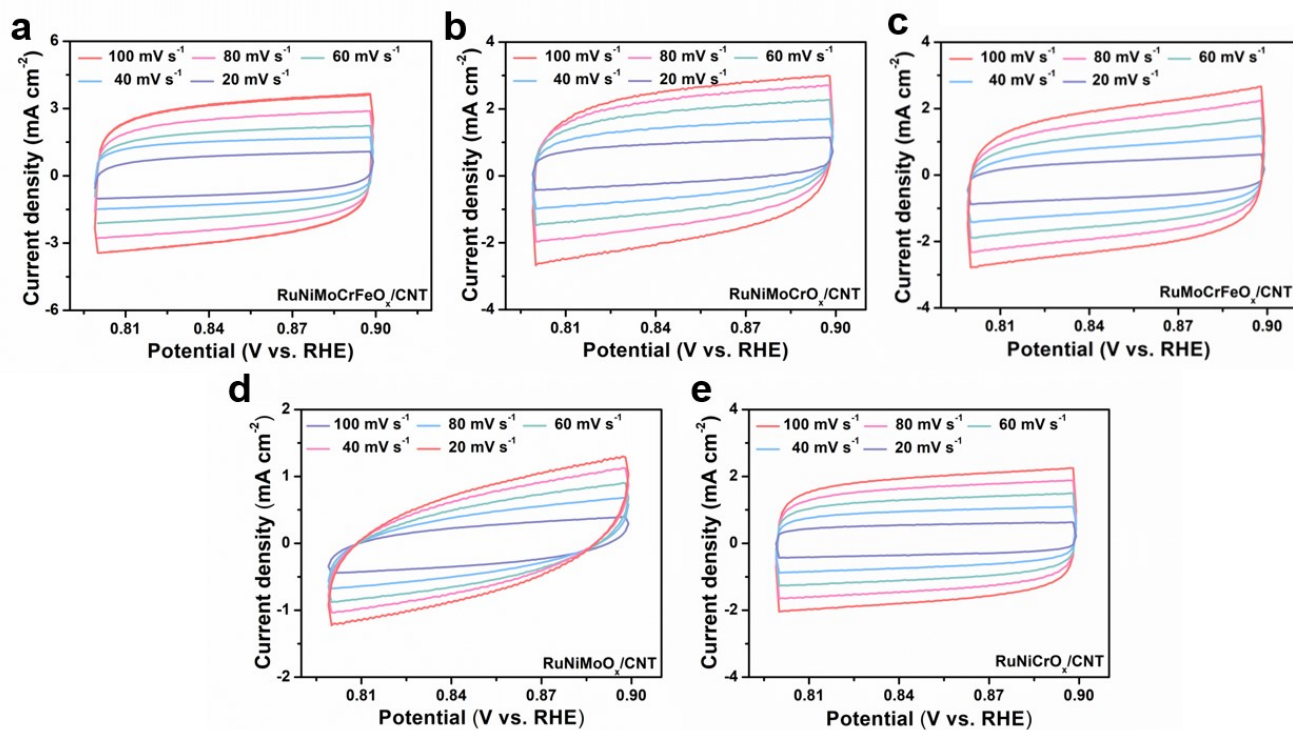 a
100 mV s⁻¹ 80 mV s⁻¹ 60 mV s⁻¹
40 mV s⁻¹ 20 mV s⁻¹
6
3
0
-3
-6
Current density (mA cm⁻²)
RuNiMoCrFeOₓ/CNT
0.81 0.84 0.87 0.90
Potential (V vs. RHE)
b
100 mV s⁻¹ 80 mV s⁻¹ 60 mV s⁻¹
40 mV s⁻¹ 20 mV s⁻¹
4
2
0
-2
-4
Current density (mA cm⁻²)
RuNiMoCrOₓ/CNT
0.81 0.84 0.87 0.90
Potential (V vs. RHE)
c
100 mV s⁻¹ 80 mV s⁻¹ 60 mV s⁻¹
40 mV s⁻¹ 20 mV s⁻¹
4
2
0
-2
-4
Current density (mA cm⁻²)
RuMoCrFeOₓ/CNT
0.81 0.84 0.87 0.90
Potential (V vs. RHE)
d
100 mV s⁻¹ 80 mV s⁻¹ 60 mV s⁻¹
40 mV s⁻¹ 20 mV s⁻¹
2
1
0
-1
-2
Current density (mA cm⁻²)
RuNiMoOₓ/CNT
0.81 0.84 0.87 0.90
Potential (V vs. RHE)
e
100 mV s⁻¹ 80 mV s⁻¹ 60 mV s⁻¹
40 mV s⁻¹ 20 mV s⁻¹
4
2
0
-2
-4
Current density (mA cm⁻²)
RuNiCrOₓ/CNT
0.81 0.84 0.87 0.90
Potential (V vs. RHE)